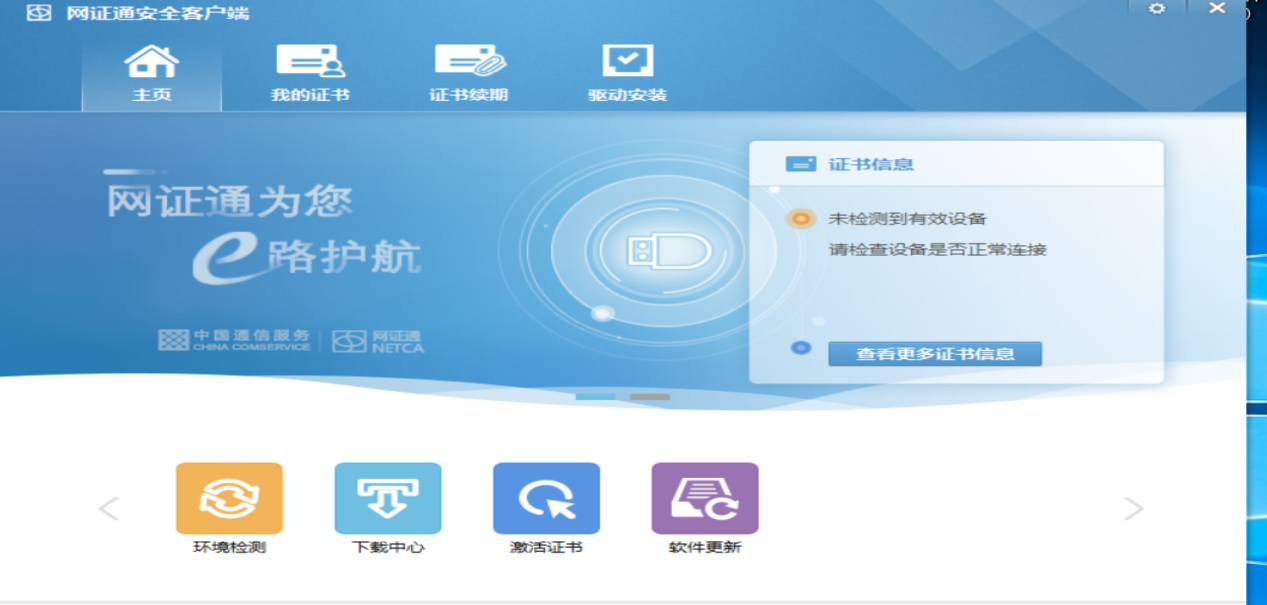 网证通安全客户端
主页
我的证书
证书续期
驱动安装
网证通为您
e路护航
中国通信服务
CHINA COMSERVICE
网证通
NETCA
证书信息
未检测到有效设备
请检查设备是否正常连接
查看更多证书信息
环境检测
下载中心
激活证书
软件更新